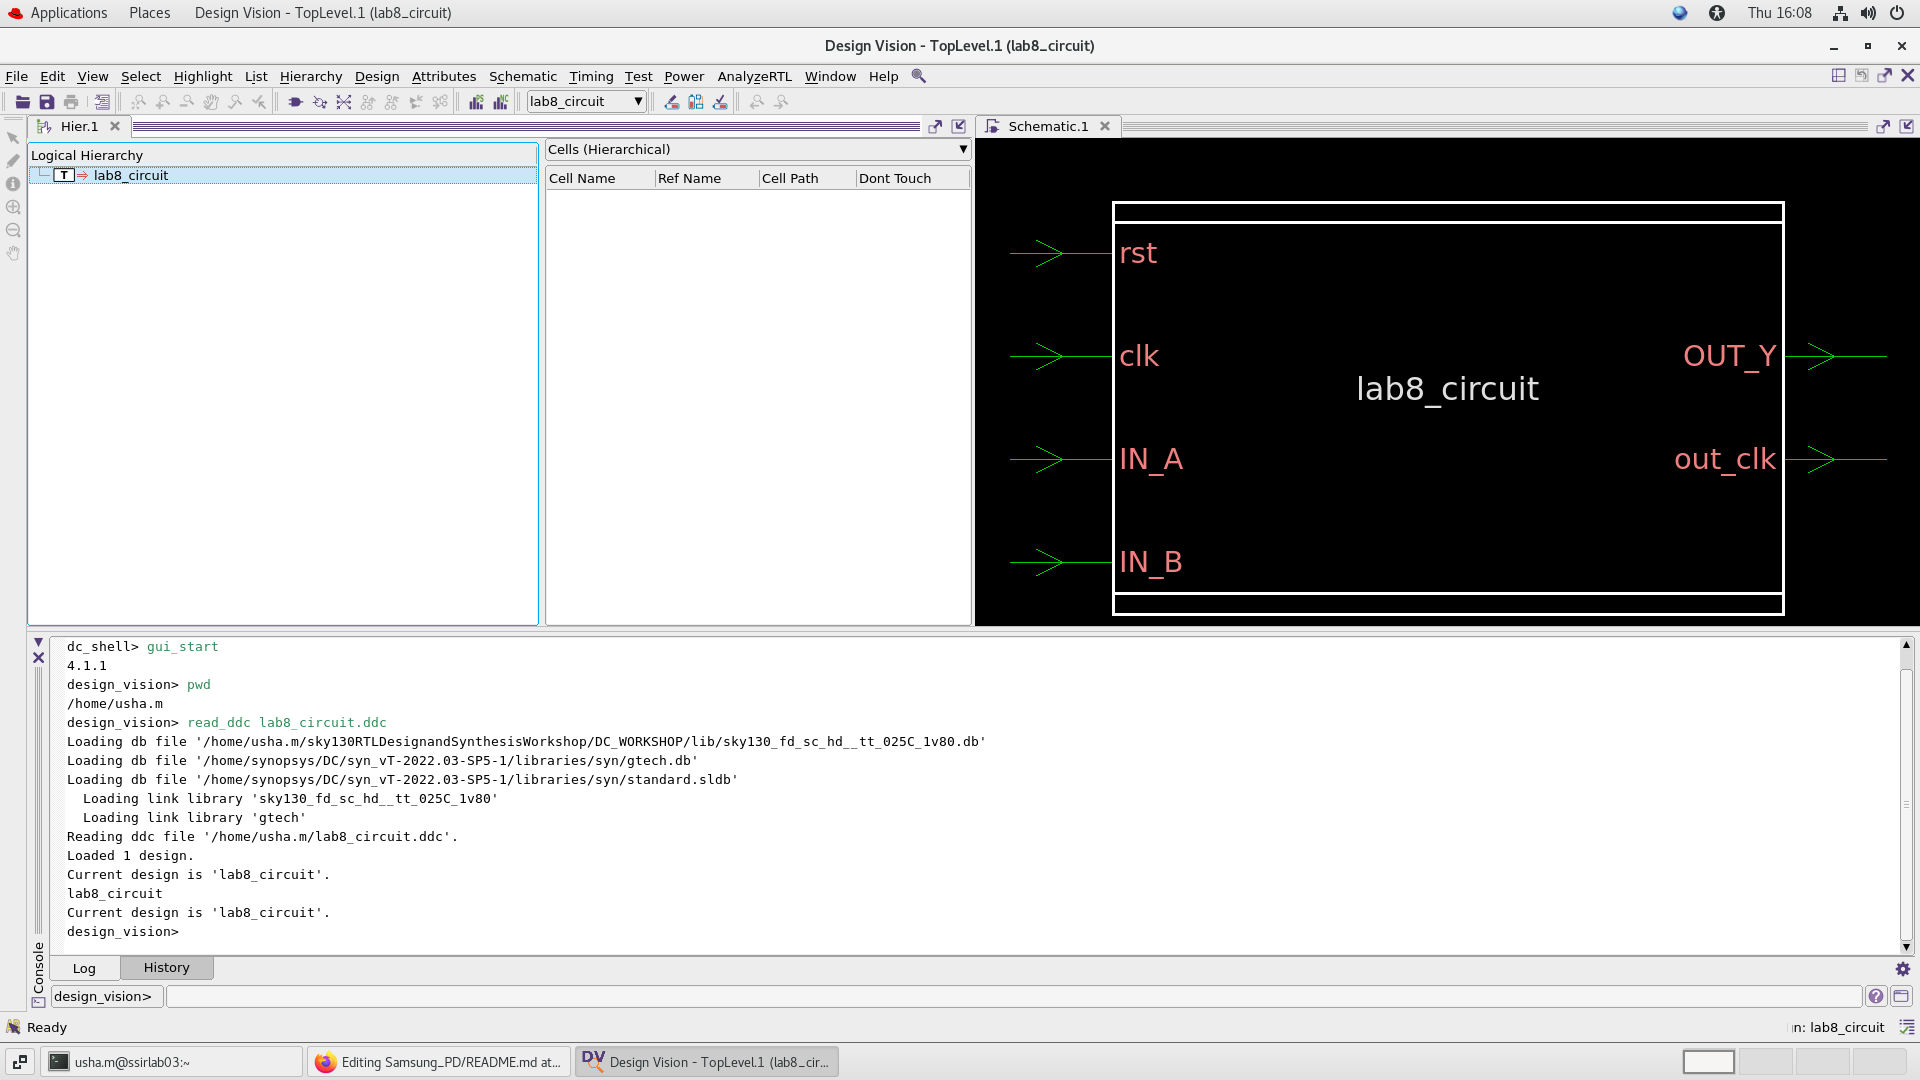 Applications Places Design Vision - TopLevel.1 (lab8_circuit) Thu 16:08
Design Vision - TopLevel.1 (lab8_circuit)
File Edit View Select Highlight List Hierarchy Design Attributes Schematic Timing Test Power AnalyzeRTL Window Help
lab8_circuit
Hier.1
Schematic.1
Logical Hierarchy
T lab8_circuit
Cells (Hierarchical)
Cell Name Ref Name Cell Path Dont Touch
rst
clk
IN_A
IN_B
lab8_circuit
OUT_Y
out_clk
dc_shell> gui_start
4.1.1
design_vision> pwd
/home/usha.m
design_vision> read_ddc lab8_circuit.ddc
Loading db file '/home/usha.m/sky130RTLDesignandSynthesisWorkshop/DC_WORKSHOP/lib/sky130_fd_sc_hd__tt_025C_1v80.db'
Loading db file '/home/synopsys/DC/syn_vT-2022.03-SP5-1/libraries/syn/gtech.db'
Loading db file '/home/synopsys/DC/syn_vT-2022.03-SP5-1/libraries/syn/standard.sldb'
Loading link library 'sky130_fd_sc_hd__tt_025C_1v80'
Loading link library 'gtech'
Reading ddc file '/home/usha.m/lab8_circuit.ddc'.
Loaded 1 design.
Current design is 'lab8_circuit'.
lab8_circuit
Current design is 'lab8_circuit'.
design_vision>
Console
Log History
design_vision>
Ready
n: lab8_circuit
usha.m@ssirlab03:~
Editing Samsung_PD/README.md at...
DV Design Vision - TopLevel.1 (lab8_cir...